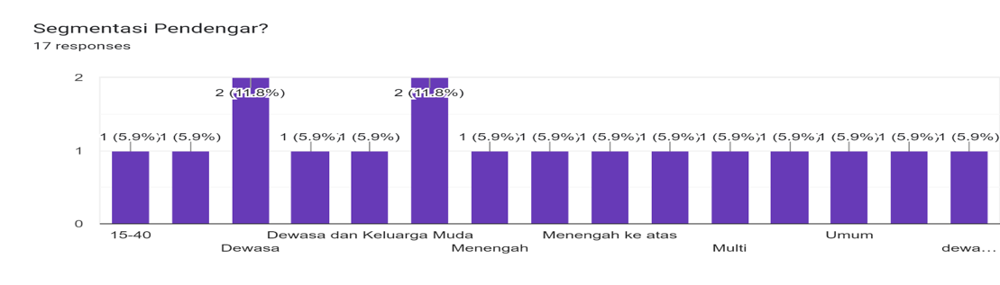 Segmentasi Pendengar?
17 responses
2
1
0
1 (5.9%)
1 (5.9%)
2 (11.8%)
1 (5.9%)
1 (5.9%)
2 (11.8%)
1 (5.9%)
1 (5.9%)
1 (5.9%)
1 (5.9%)
1 (5.9%)
1 (5.9%)
1 (5.9%)
1 (5.9%)
1 (5.9%)
15-40
Dewasa
Dewasa dan Keluarga Muda
Menengah
Menengah ke atas
Multi
Umum
dewa…